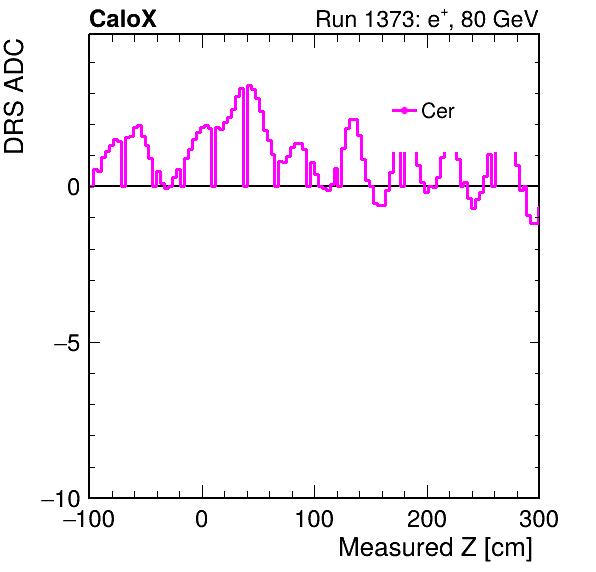 CaloX Run 1373: e⁺, 80 GeV
DRS ADC
Cer
0
−5
−10
−100 0 100 200 300
Measured Z [cm]